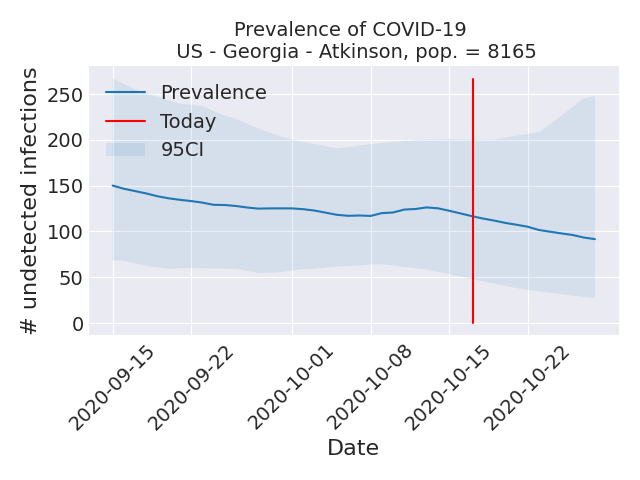 Prevalence of COVID-19
US - Georgia - Atkinson, pop. = 8165
# undetected infections
250
200
150
100
50
0
Prevalence
Today
95CI
2020-09-15
2020-09-22
2020-10-01
2020-10-08
2020-10-15
2020-10-22
Date